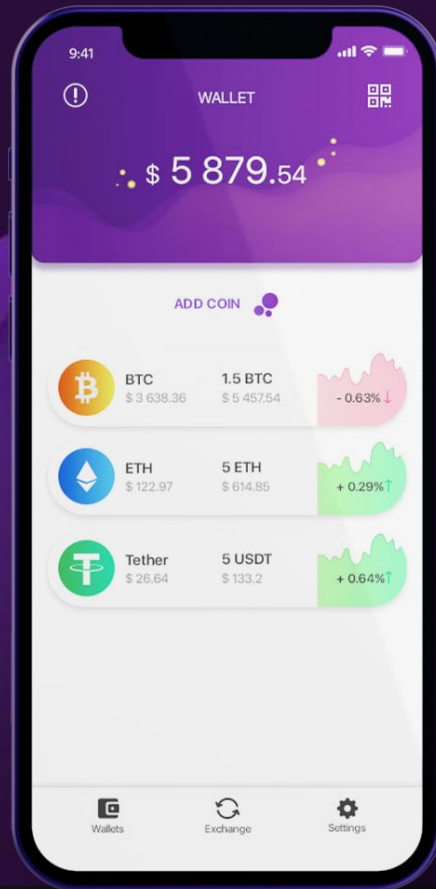 9:41
WALLET
$ 5 879.54
ADD COIN
BTC 1.5 BTC
$ 3 638.36 $ 5 457.54 - 0.63% ↓
ETH 5 ETH
$ 122.97 $ 614.85 + 0.29% ↑
Tether 5 USDT
$ 26.64 $ 133.2 + 0.64% ↑
Wallets Exchange Settings